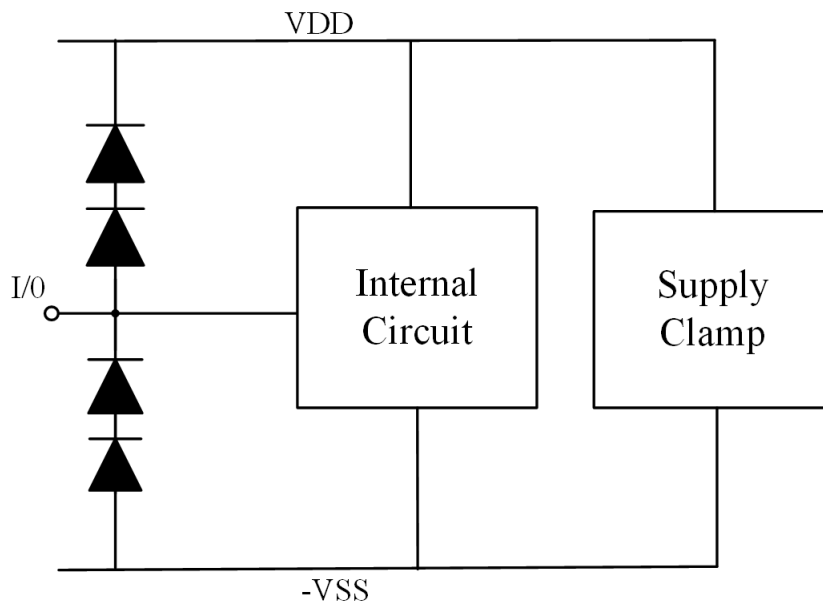 VDD
I/0
Internal
Circuit
Supply
Clamp
-VSS